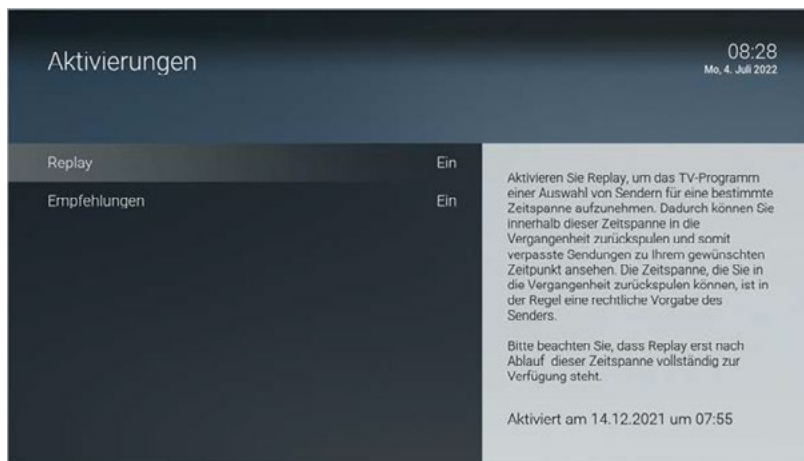 Aktivierungen
08:28
Mo, 4. Juli 2022
Replay Ein
Empfehlungen Ein
Aktivieren Sie Replay, um das TV-Programm
einer Auswahl von Sendern für eine bestimmte
Zeitspanne aufzunehmen. Dadurch können Sie
innerhalb dieser Zeitspanne in die
Vergangenheit zurückspulen und somit
verpasste Sendungen zu Ihrem gewünschten
Zeitpunkt ansehen. Die Zeitspanne, die Sie in
die Vergangenheit zurückspulen können, ist in
der Regel eine rechtliche Vorgabe des
Senders.
Bitte beachten Sie, dass Replay erst nach
Ablauf dieser Zeitspanne vollständig zur
Verfügung steht.
Aktiviert am 14.12.2021 um 07:55